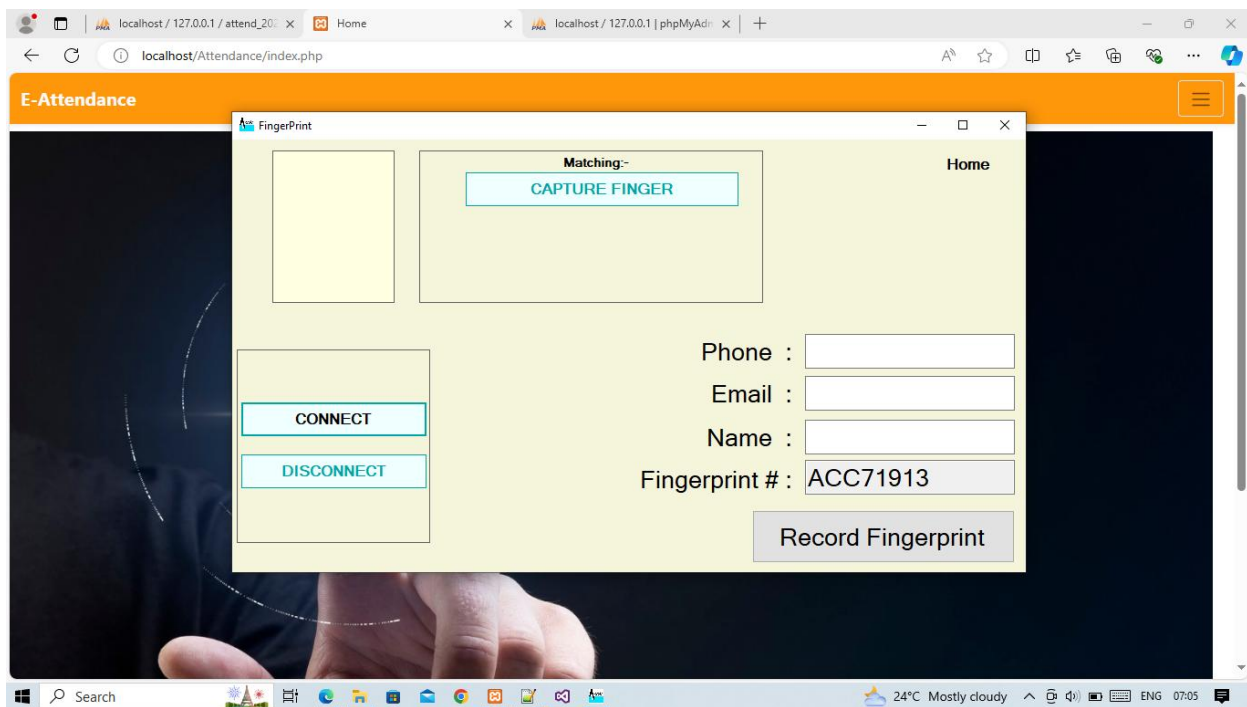 localhost / 127.0.0.1 / attend_202
Home
localhost / 127.0.0.1 | phpMyAdm
localhost/Attendance/index.php
E-Attendance
FingerPrint
Matching:-
Home
CAPTURE FINGER
Phone :
Email :
CONNECT
Name :
DISCONNECT
Fingerprint # : ACC71913
Record Fingerprint
Search
24°C Mostly cloudy
ENG
07:05